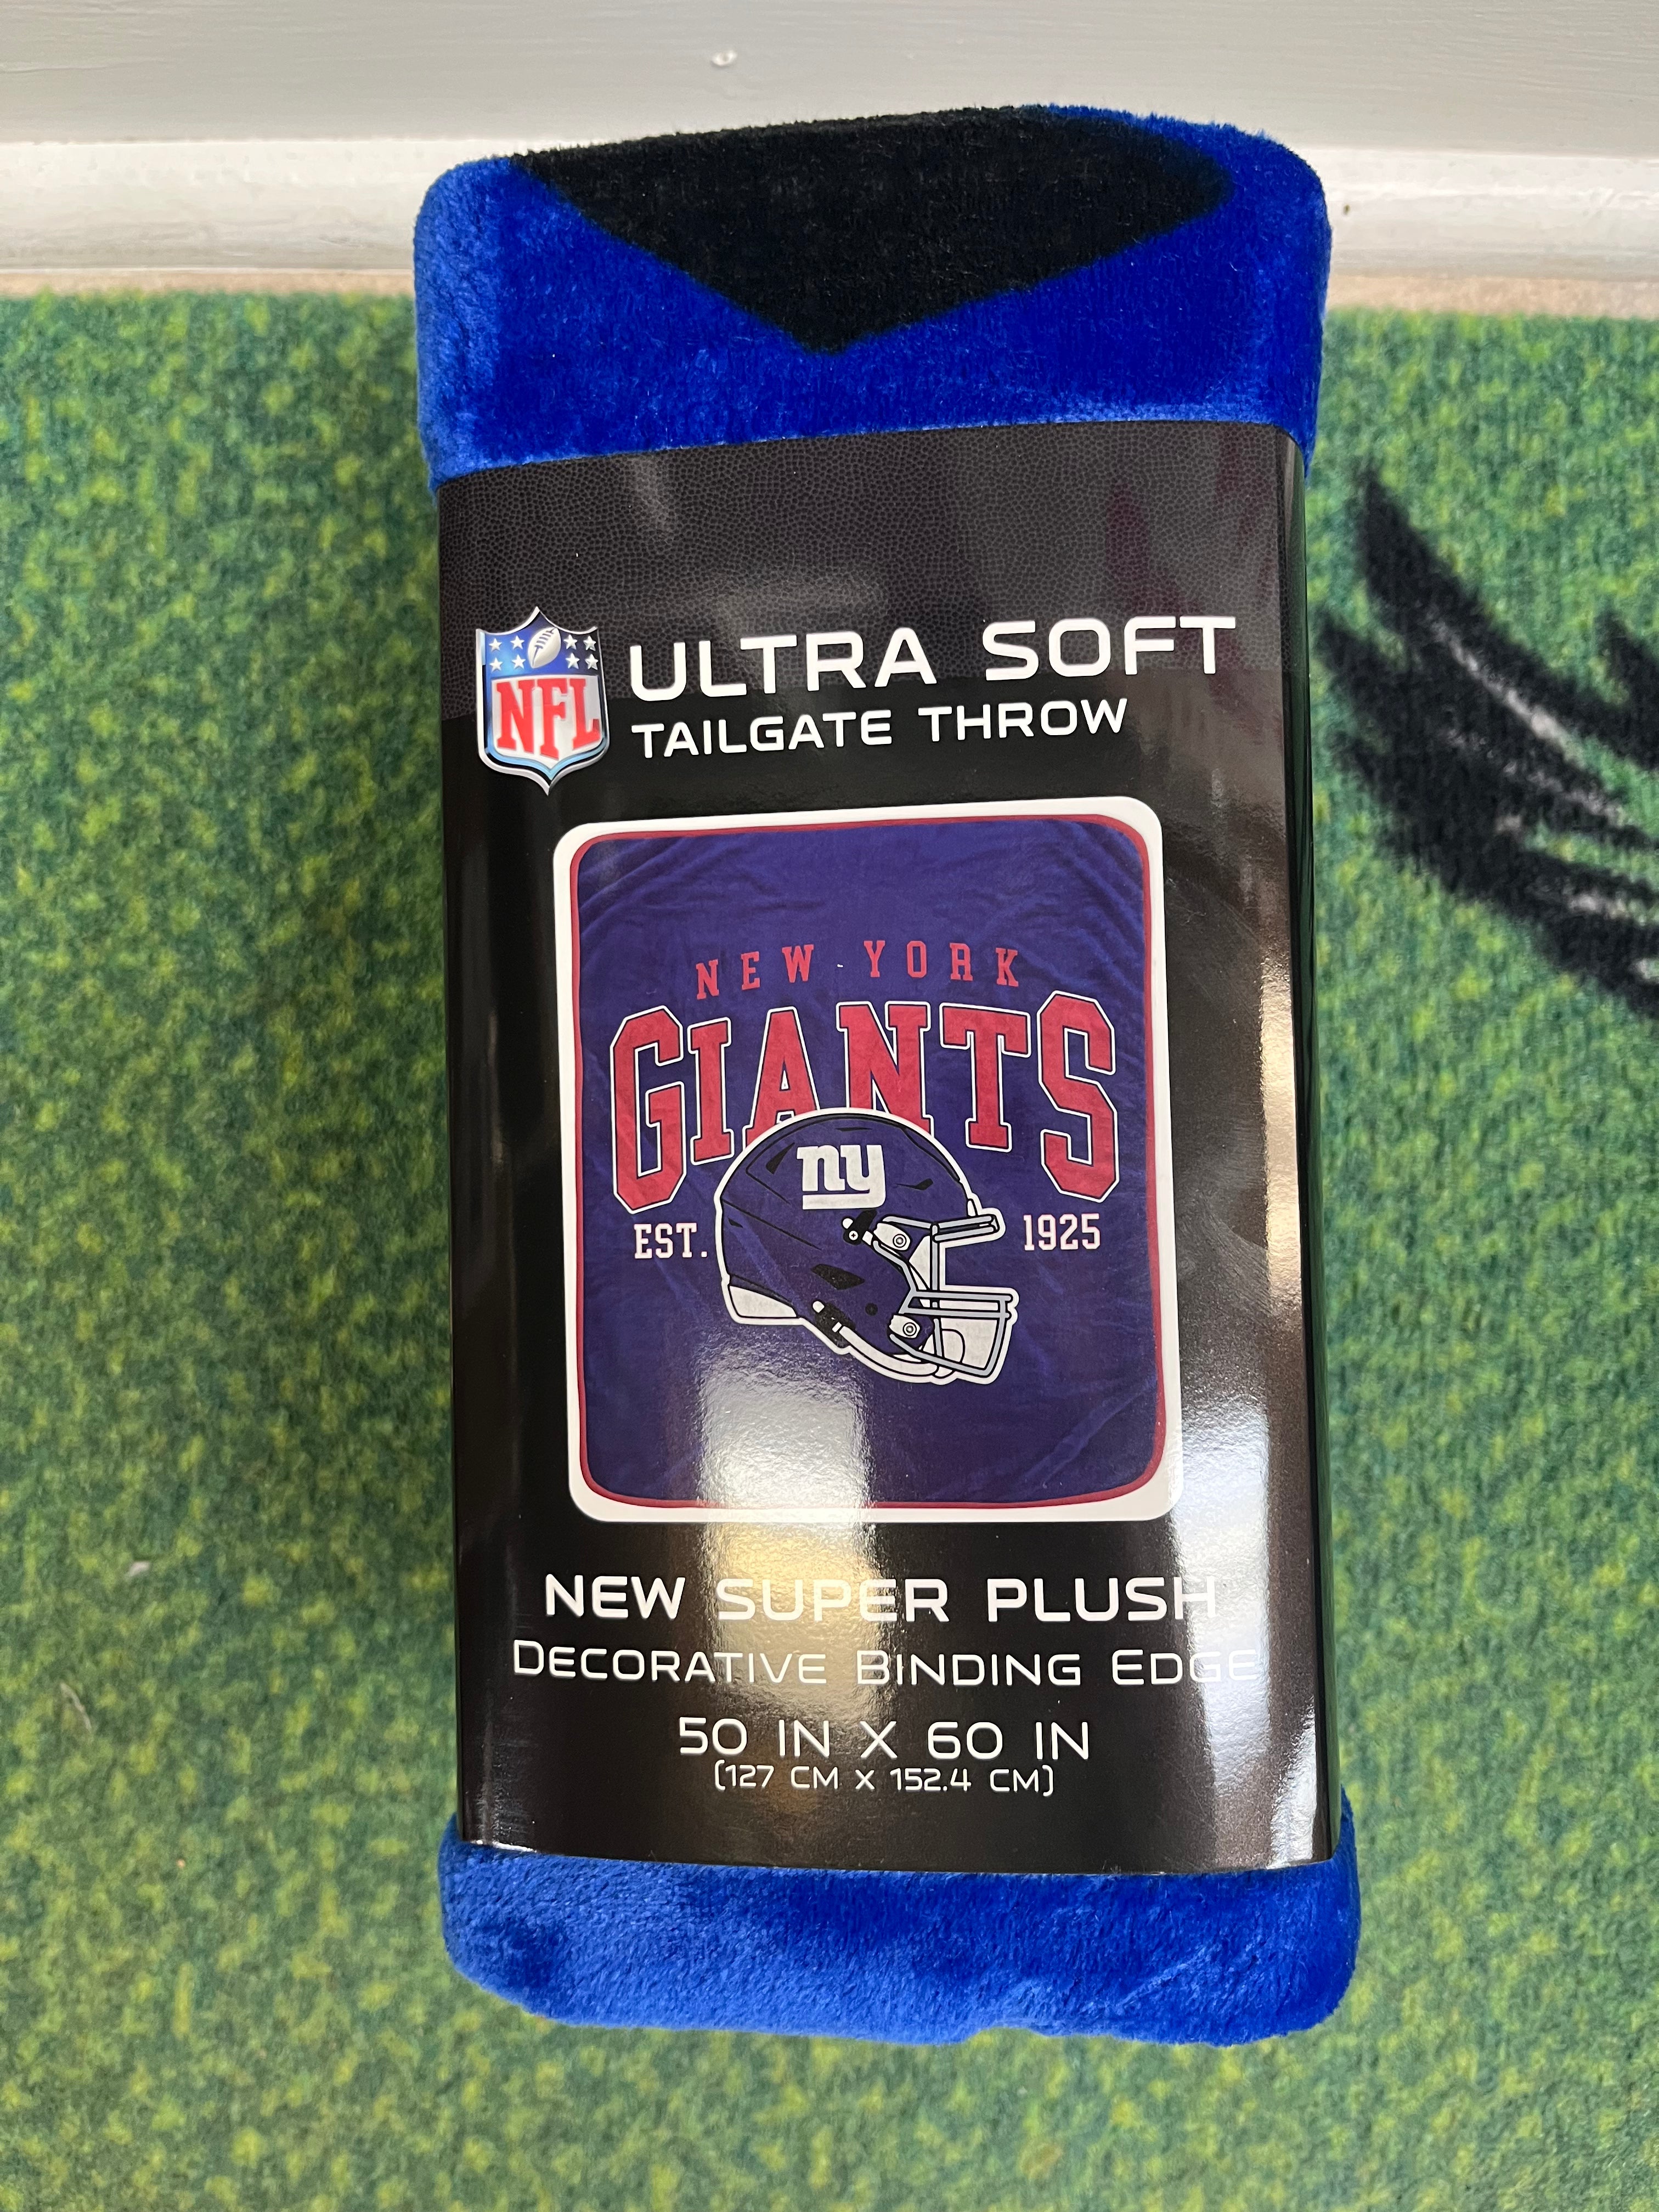 NFL
ULTRA SOFT
TAILGATE THROW
NEW YORK
GIANTS
ny
EST. 1925
NEW SUPER PLUSH
DECORATIVE BINDING EDGE
50 IN X 60 IN
(127 CM X 152.4 CM)